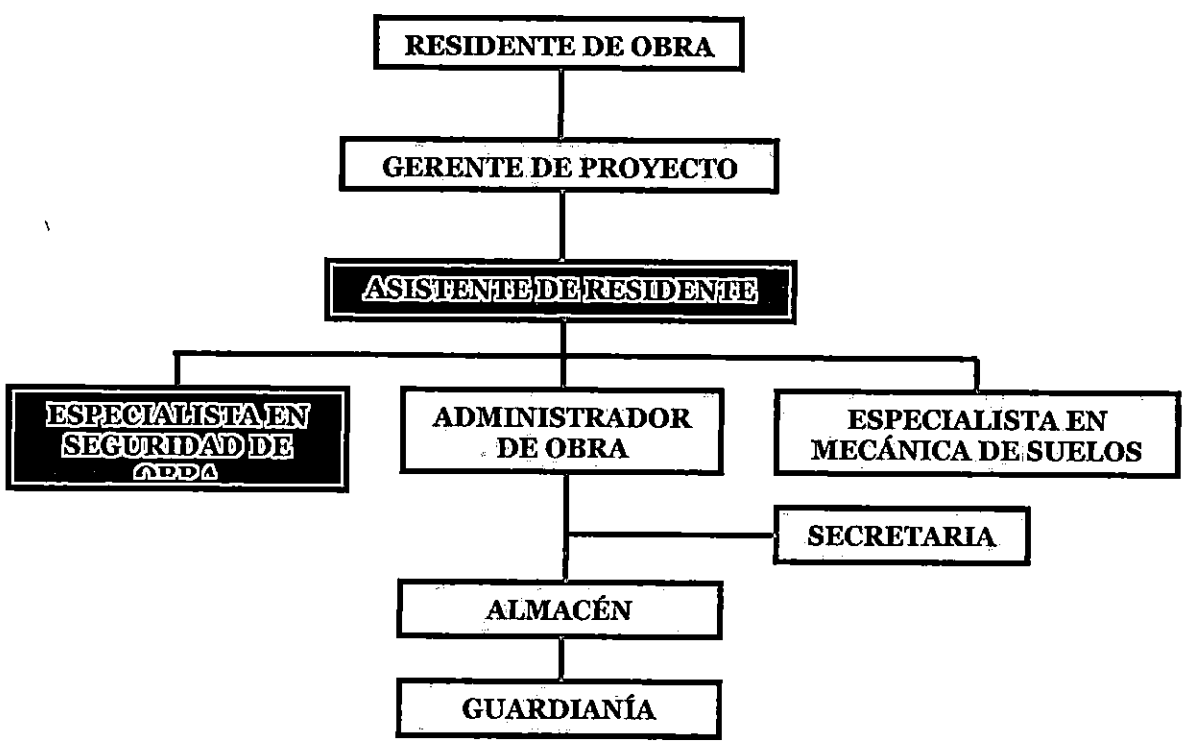 RESIDENTE DE OBRA
GERENTE DE PROYECTO
ASISTENTE DE RESIDENTE
ESPECIALISTA EN
SEGURIDAD DE
OBRA
ADMINISTRADOR
DE OBRA
ESPECIALISTA EN
MECÁNICA DE SUELOS
SECRETARIA
ALMACÉN
GUARDIANÍA